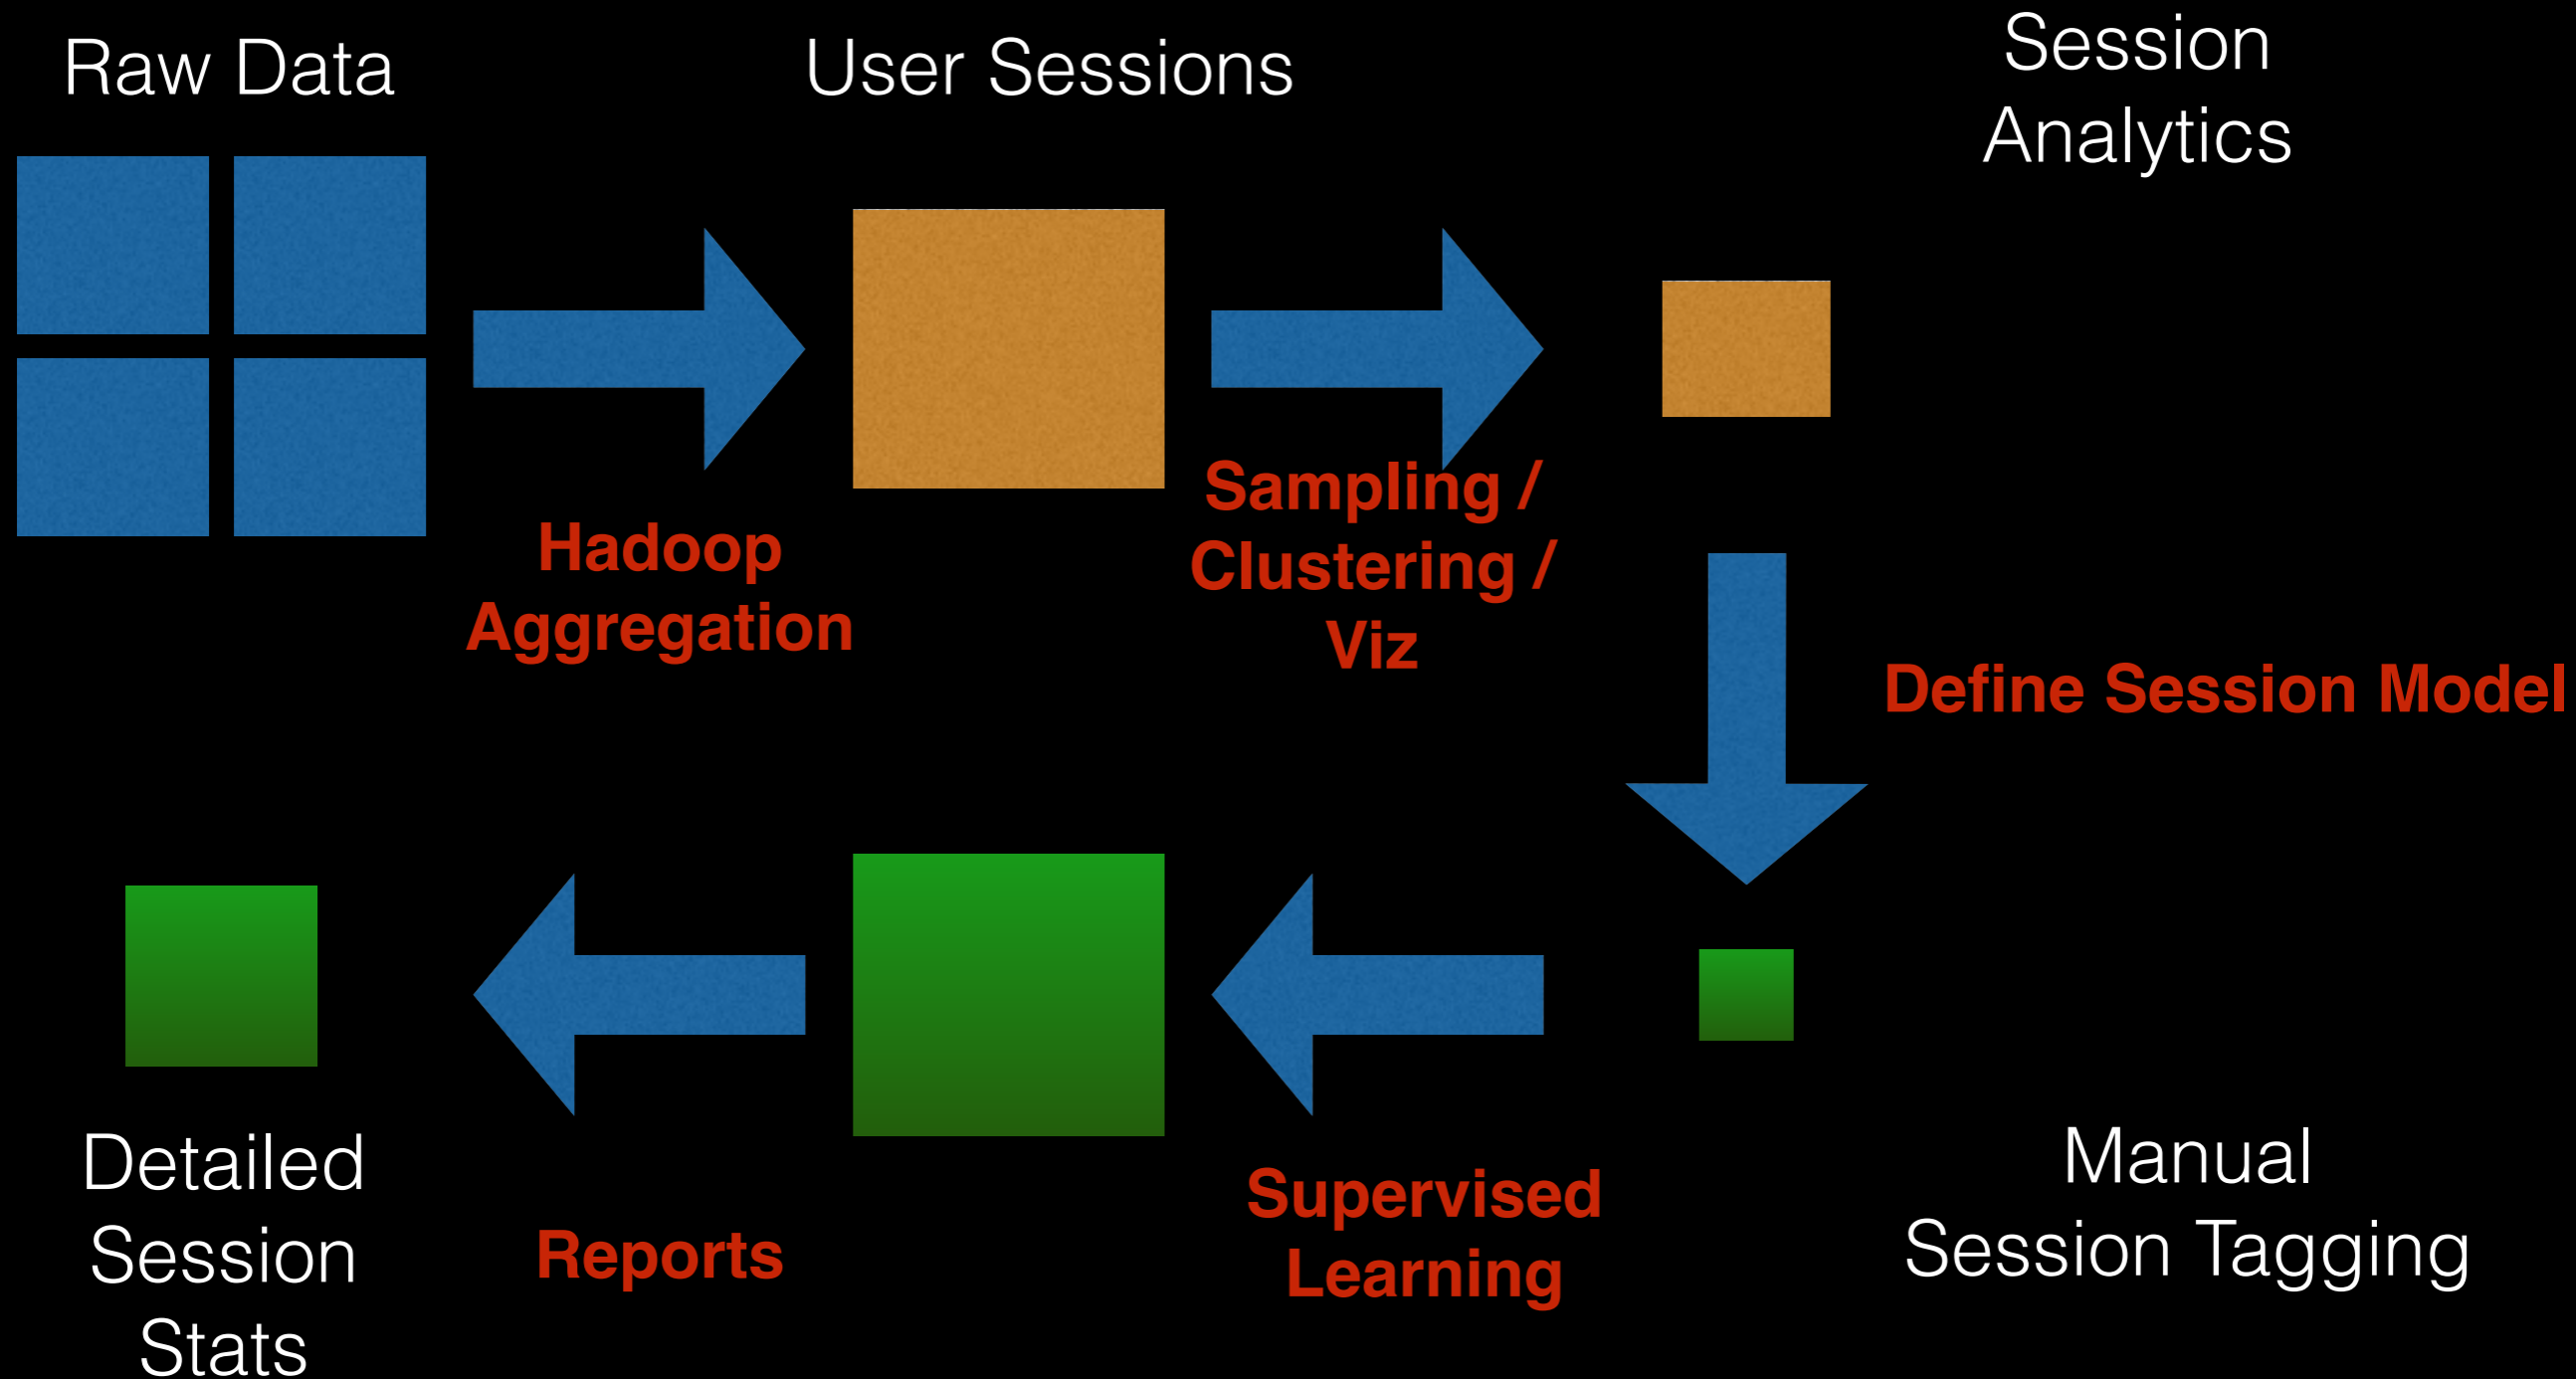 Raw Data
User Sessions
Session
Analytics
Hadoop
Aggregation
Sampling /
Clustering /
Viz
Define Session Model
Detailed
Session
Stats
Reports
Supervised
Learning
Manual
Session Tagging